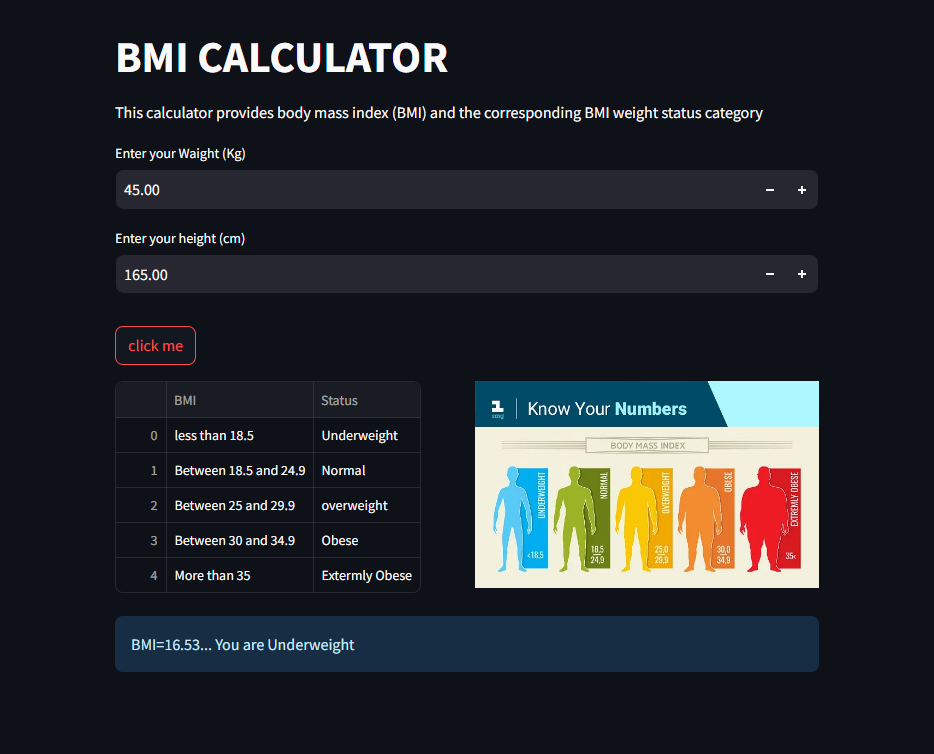 BMI CALCULATOR
This calculator provides body mass index (BMI) and the corresponding BMI weight status category
Enter your Waight (Kg)
45.00
Enter your height (cm)
165.00
click me
BMI Status
0 less than 18.5 Underweight
1 Between 18.5 and 24.9 Normal
2 Between 25 and 29.9 overweight
3 Between 30 and 34.9 Obese
4 More than 35 Extermly Obese
1
Know Your Numbers
BODY MASS INDEX
UNDERWEIGHT
<18,5
NORMAL
18,5
24,9
OVERWEIGHT
25,0
29,9
OBESE
30,0
34,9
EXTREMLY OBESE
35<
BMI=16.53... You are Underweight